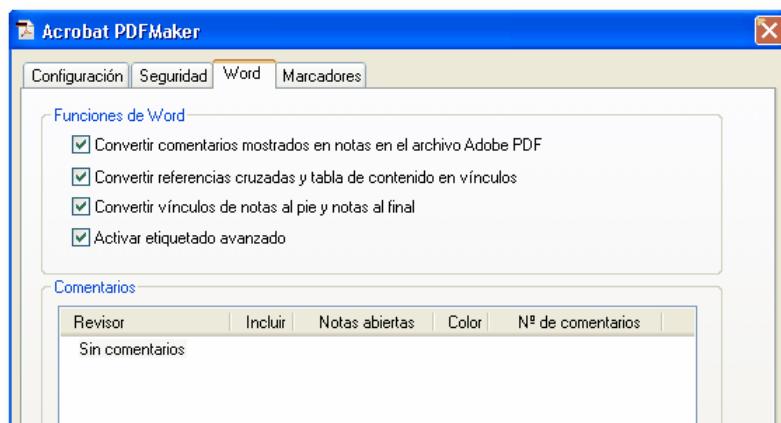 Acrobat PDFMaker
Configuración Seguridad Word Marcadores
Funciones de Word
Convertir comentarios mostrados en notas en el archivo Adobe PDF
Convertir referencias cruzadas y tabla de contenido en vínculos
Convertir vínculos de notas al pie y notas al final
Activar etiquetado avanzado
Comentarios
Revisor Incluir Notas abiertas Color Nº de comentarios
Sin comentarios